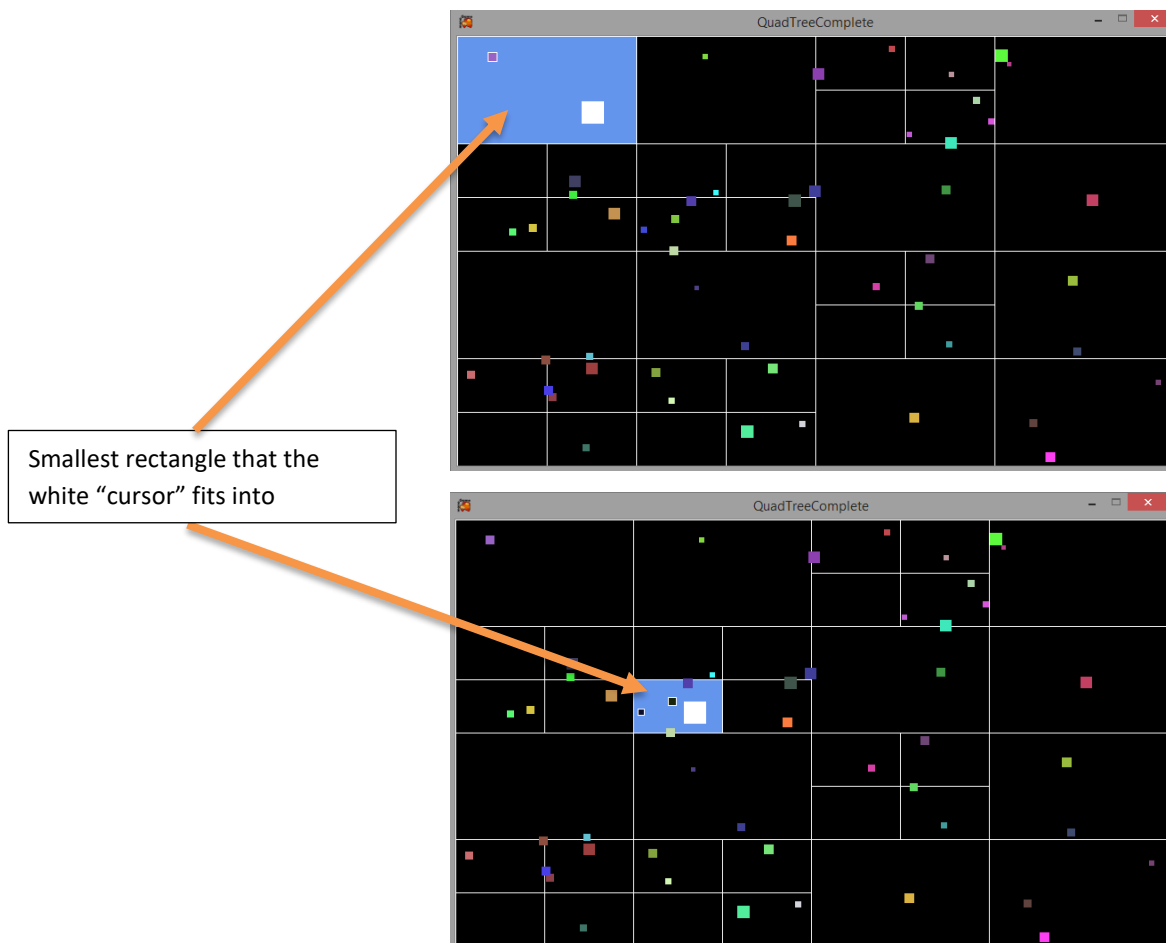 QuadTreeComplete
Smallest rectangle that the
white “cursor” fits into
QuadTreeComplete